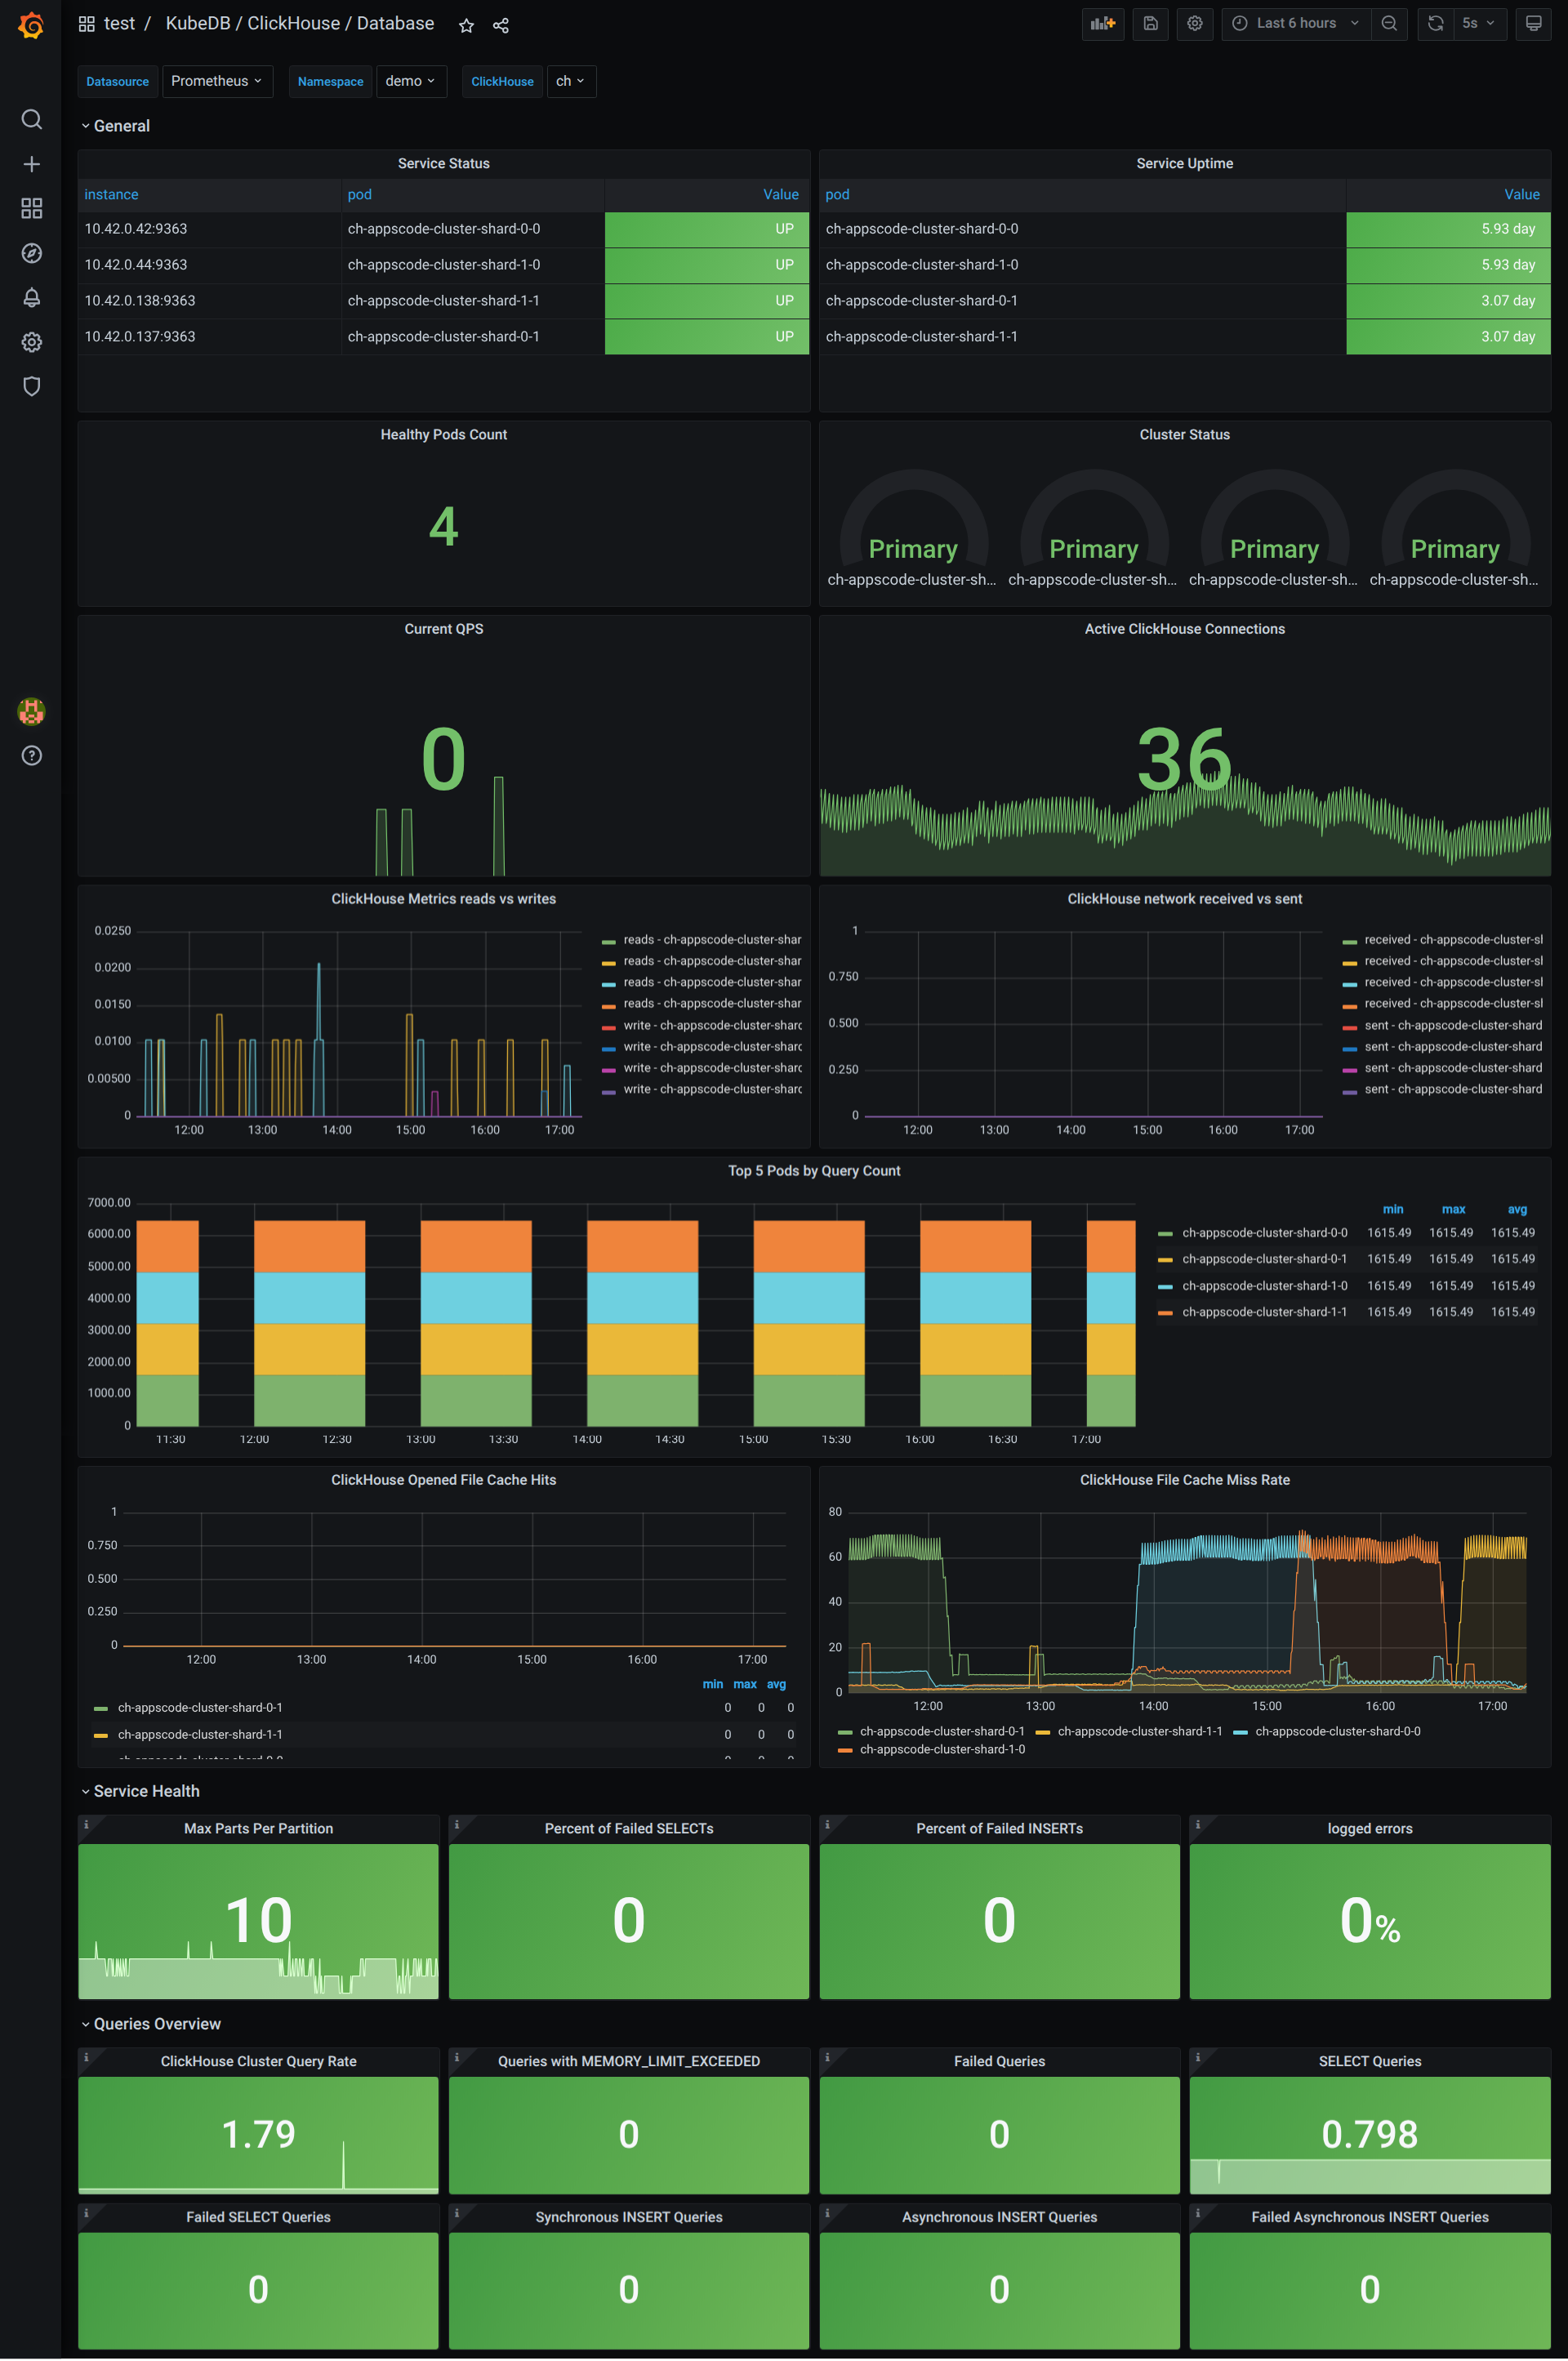 test / KubeDB / ClickHouse / Database
Last 6 hours
5s
Datasource Prometheus Namespace demo ClickHouse ch
General
Service Status
instance pod Value
10.42.0.42:9363 ch-appscode-cluster-shard-0-0 UP
10.42.0.44:9363 ch-appscode-cluster-shard-1-0 UP
10.42.0.138:9363 ch-appscode-cluster-shard-1-1 UP
10.42.0.137:9363 ch-appscode-cluster-shard-0-1 UP
Service Uptime
pod Value
ch-appscode-cluster-shard-0-0 5.93 day
ch-appscode-cluster-shard-1-0 5.93 day
ch-appscode-cluster-shard-0-1 3.07 day
ch-appscode-cluster-shard-1-1 3.07 day
Healthy Pods Count
4
Cluster Status
Primary Primary Primary Primary
ch-appscode-cluster-sh... ch-appscode-cluster-sh... ch-appscode-cluster-sh... ch-appscode-cluster-sh...
Current QPS
0
Active ClickHouse Connections
36
ClickHouse Metrics reads vs writes
0.0250
0.0200
0.0150
0.0100
0.00500
0
12:00 13:00 14:00 15:00 16:00 17:00
reads - ch-appscode-cluster-shar
reads - ch-appscode-cluster-shar
reads - ch-appscode-cluster-shar
reads - ch-appscode-cluster-shar
write - ch-appscode-cluster-shard
write - ch-appscode-cluster-shard
write - ch-appscode-cluster-shard
write - ch-appscode-cluster-shard
ClickHouse network received vs sent
1
0.750
0.500
0.250
0
12:00 13:00 14:00 15:00 16:00 17:00
received - ch-appscode-cluster-sl
received - ch-appscode-cluster-sl
received - ch-appscode-cluster-sl
received - ch-appscode-cluster-sl
sent - ch-appscode-cluster-shard
sent - ch-appscode-cluster-shard
sent - ch-appscode-cluster-shard
sent - ch-appscode-cluster-shard
Top 5 Pods by Query Count
7000.00
6000.00
5000.00
4000.00
3000.00
2000.00
1000.00
0
11:30 12:00 12:30 13:00 13:30 14:00 14:30 15:00 15:30 16:00 16:30 17:00
min max avg
ch-appscode-cluster-shard-0-0 1615.49 1615.49 1615.49
ch-appscode-cluster-shard-0-1 1615.49 1615.49 1615.49
ch-appscode-cluster-shard-1-0 1615.49 1615.49 1615.49
ch-appscode-cluster-shard-1-1 1615.49 1615.49 1615.49
ClickHouse Opened File Cache Hits
1
0.750
0.500
0.250
0
12:00 13:00 14:00 15:00 16:00 17:00
min max avg
ch-appscode-cluster-shard-0-1 0 0 0
ch-appscode-cluster-shard-1-1 0 0 0
ClickHouse File Cache Miss Rate
80
60
40
20
0
12:00 13:00 14:00 15:00 16:00 17:00
ch-appscode-cluster-shard-0-1 ch-appscode-cluster-shard-1-1 ch-appscode-cluster-shard-0-0
ch-appscode-cluster-shard-1-0
Service Health
Max Parts Per Partition
10
Percent of Failed SELECTs
0
Percent of Failed INSERTs
0
logged errors
0%
Queries Overview
ClickHouse Cluster Query Rate
1.79
Queries with MEMORY_LIMIT_EXCEEDED
0
Failed Queries
0
SELECT Queries
0.798
Failed SELECT Queries
0
Synchronous INSERT Queries
0
Asynchronous INSERT Queries
0
Failed Asynchronous INSERT Queries
0